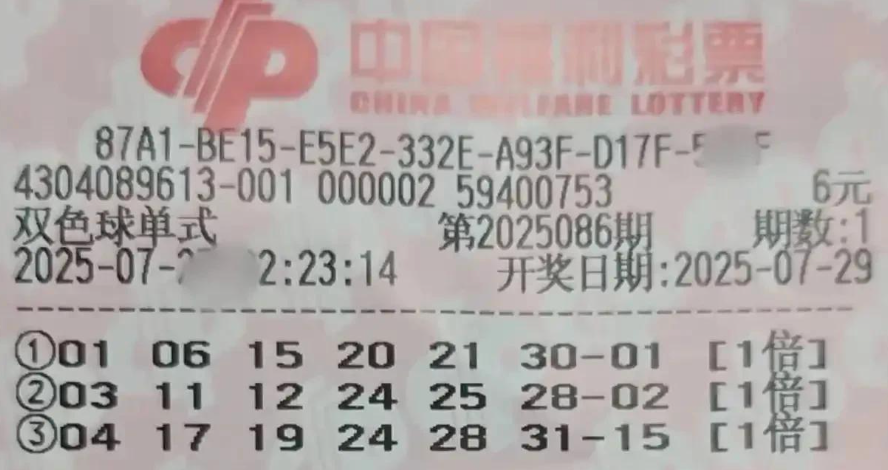 中国福利彩票
CHINA WELFARE LOTTERY
87A1-BE15-E5E2-332E-A93F-D17F-5 F
4304089613-001 000002 59400753 6元
双色球单式 第2025086期 期数:1
2025-07-2 2:23:14 开奖日期:2025-07-29
①01 06 15 20 21 30-01 [1倍]
②03 11 12 24 25 28-02 [1倍]
③04 17 19 24 28 31-15 [1倍]